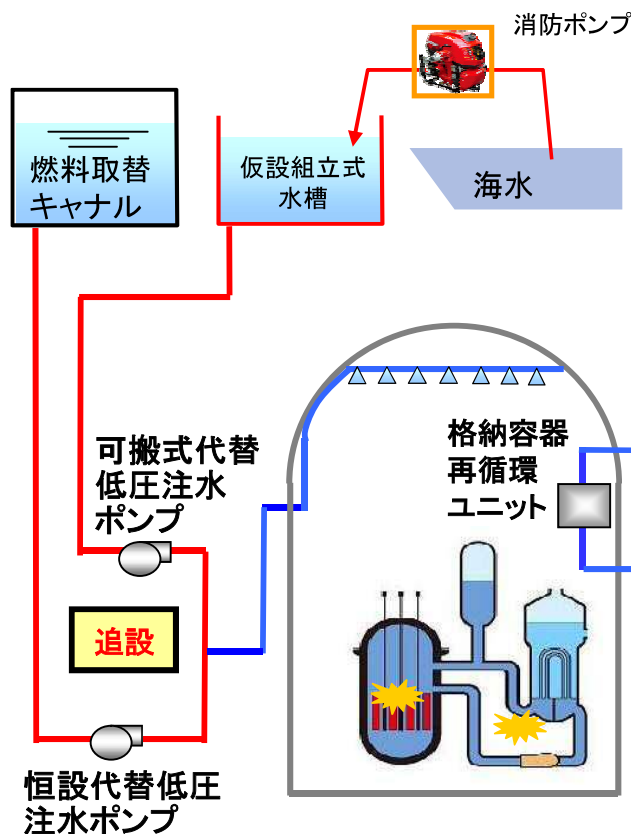 消防ポンプ
燃料取替
キャナル
仮設組立式
水槽
海水
可搬式代替
低圧注水
ポンプ
格納容器
再循環
ユニット
追設
恒設代替低圧
注水ポンプ